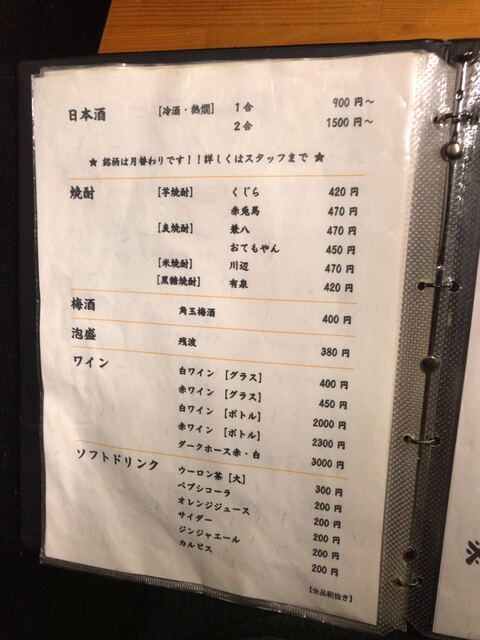 日本酒 [冷酒・熱燗] 1合 900円～
2合 1500円～
★ 銘柄は月替わりです！！詳しくはスタッフまで ★
焼酎 [芋焼酎] くじら 420円
赤兎馬 470円
[麦焼酎] 兼八 470円
おてもやん 450円
[米焼酎] 川辺 470円
[黒糖焼酎] 有泉 420円
梅酒 角玉梅酒 400円
泡盛 残波 380円
ワイン 白ワイン [グラス] 400円
赤ワイン [グラス] 450円
白ワイン [ボトル] 2000円
赤ワイン [ボトル] 2300円
ダークホース赤・白 3000円
ソフトドリンク ウーロン茶 [大] 300円
ペプシコーラ 200円
オレンジジュース 200円
サイダー 200円
ジンジャエール 200円
カルピス 200円
[全品税抜き]